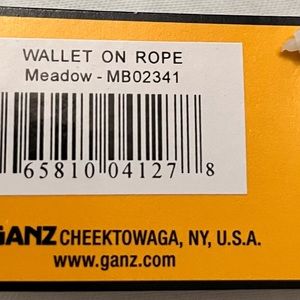 WALLET ON ROPE
Meadow - MB02341
65810 04127 8
GANZ CHEEKTOWAGA, NY, U.S.A.
www.ganz.com